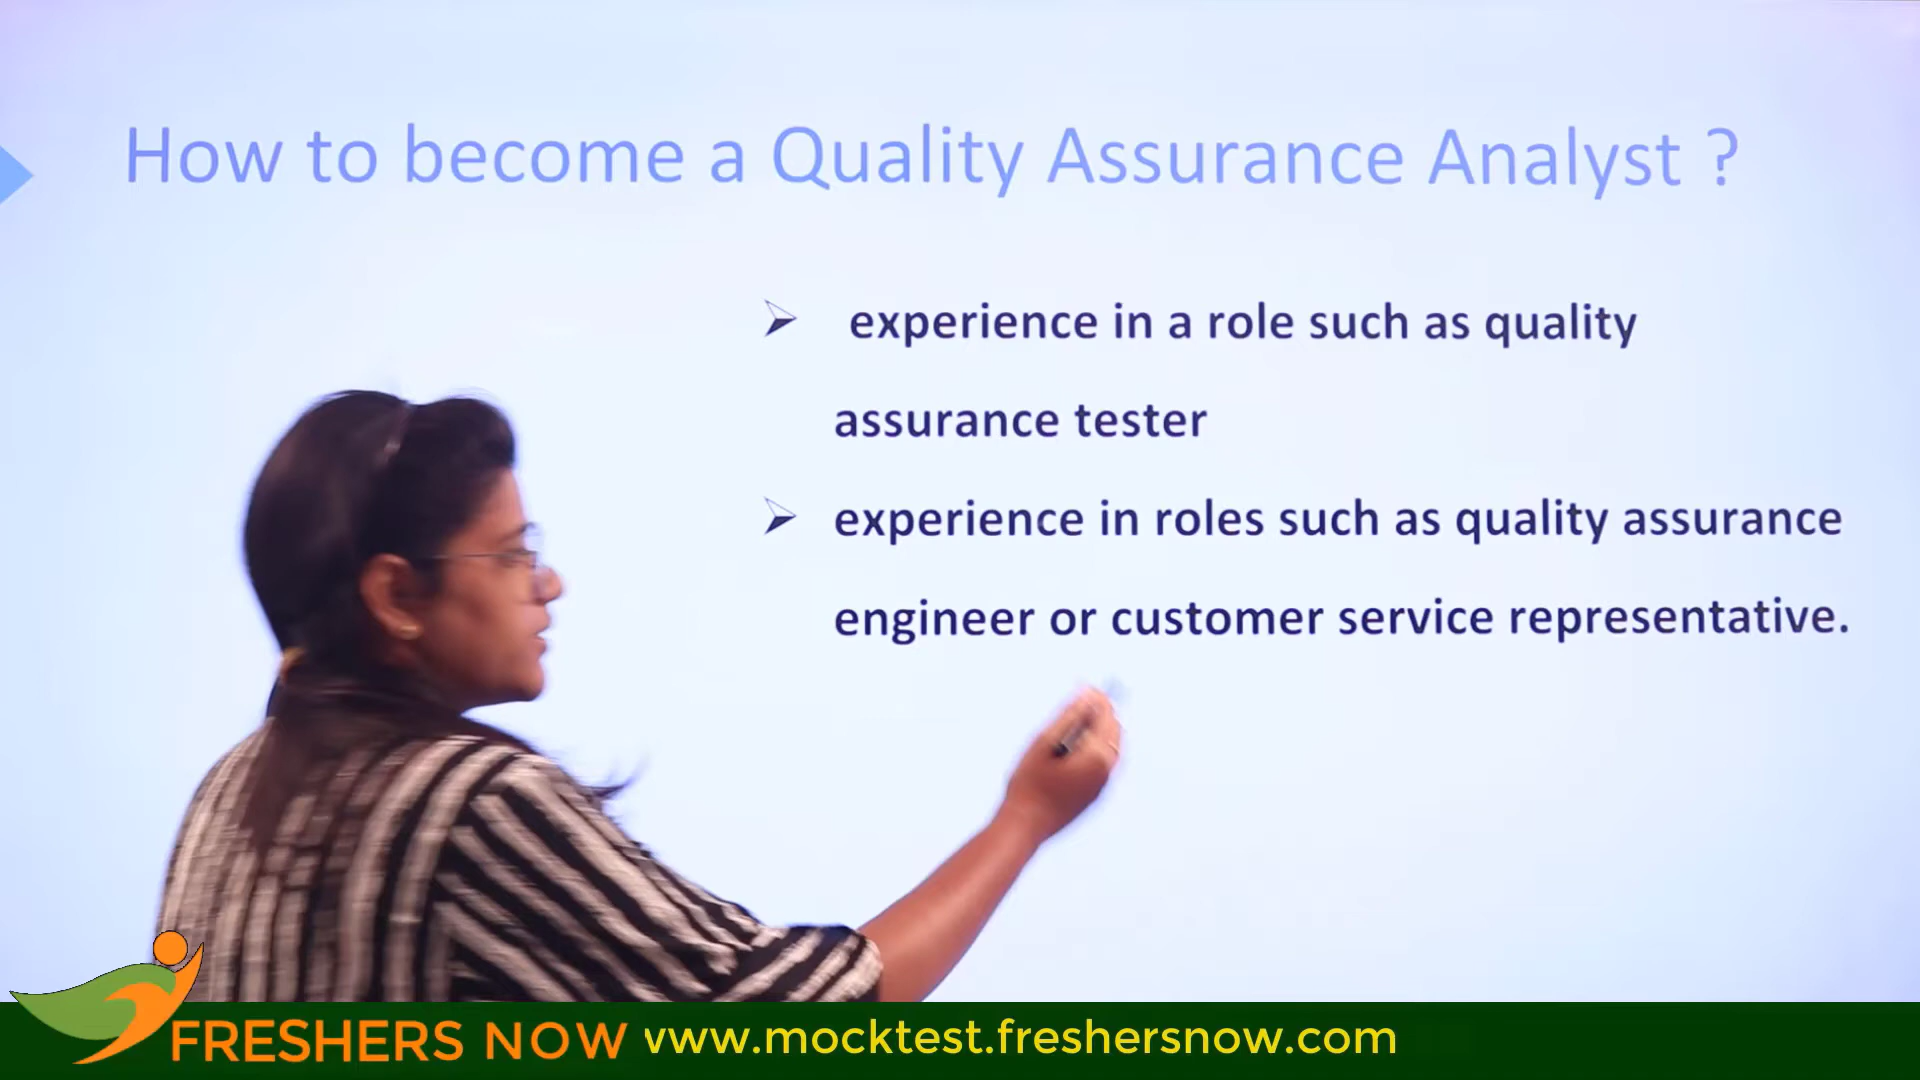 How to become a Quality Assurance Analyst ?
➢ experience in a role such as quality
assurance tester
➢ experience in roles such as quality assurance
engineer or customer service representative.
FRESHERS NOW www.mocktest.freshersnow.com